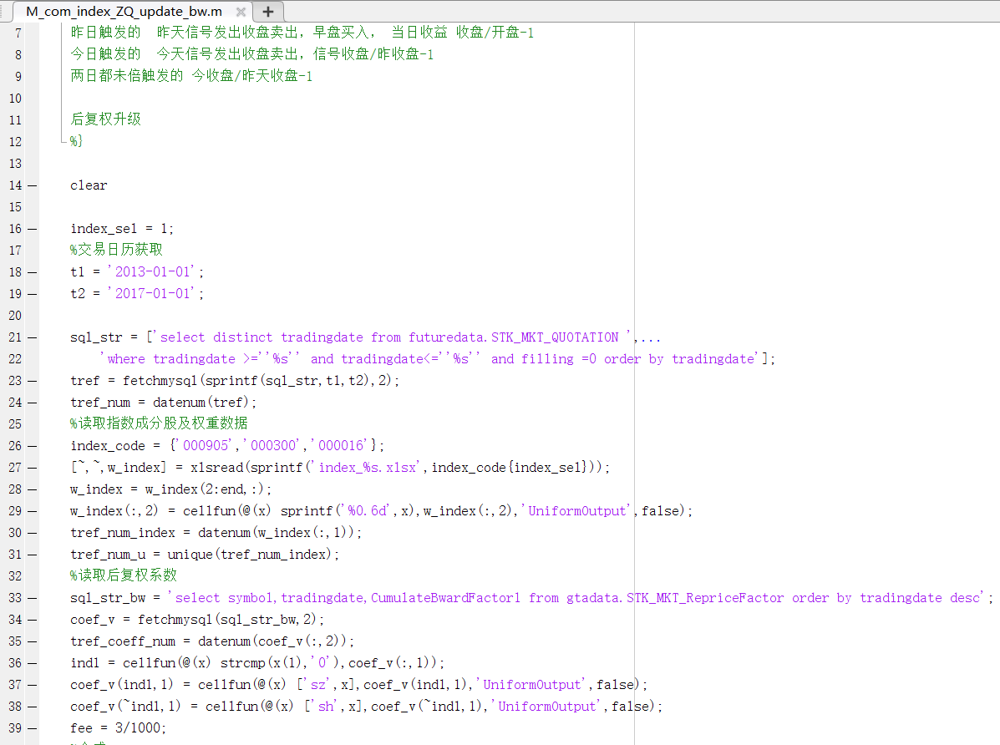 M_com_index_ZQ_update_bw.m
7 昨日触发的 昨天信号发出收盘卖出，早盘买入， 当日收益 收盘/开盘-1
8 今日触发的 今天信号发出收盘卖出，信号收盘/昨收盘-1
9 两日都未倍触发的 今收盘/昨天收盘-1
10
11 后复权升级
12 %}
13
14 clear
15
16 index_sel = 1;
17 %交易日历获取
18 t1 = '2013-01-01';
19 t2 = '2017-01-01';
20
21 sql_str = ['select distinct tradingdate from futuredata.STK_MKT_QUOTATION ',...
22 'where tradingdate >=''%s'' and tradingdate<=''%s'' and filling =0 order by tradingdate'];
23 tref = fetchmysql(sprintf(sql_str,t1,t2),2);
24 tref_num = datenum(tref);
25 %读取指数成分股及权重数据
26 index_code = {'000905','000300','000016'};
27 [~,~,w_index] = xlsread(sprintf('index_%s.xlsx',index_code{index_sel}));
28 w_index = w_index(2:end,:);
29 w_index(:,2) = cellfun(@(x) sprintf('%0.6d',x),w_index(:,2),'UniformOutput',false);
30 tref_num_index = datenum(w_index(:,1));
31 tref_num_u = unique(tref_num_index);
32 %读取后复权系数
33 sql_str_bw = 'select symbol,tradingdate,CumulateBwardFactor1 from gtadata.STK_MKT_RepriceFactor order by tradingdate desc';
34 coef_v = fetchmysql(sql_str_bw,2);
35 tref_coeff_num = datenum(coef_v(:,2));
36 ind1 = cellfun(@(x) strcmp(x(1),'0'),coef_v(:,1));
37 coef_v(ind1,1) = cellfun(@(x) ['sz',x],coef_v(ind1,1),'UniformOutput',false);
38 coef_v(~ind1,1) = cellfun(@(x) ['sh',x],coef_v(~ind1,1),'UniformOutput',false);
39 fee = 3/1000;